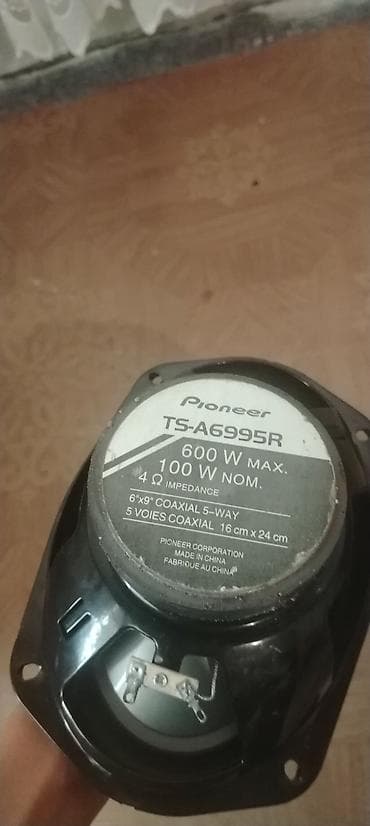 Pioneer
TS-A6995R
600 W MAX.
100 W NOM.
4 Ω IMPEDANCE
6"x9" COAXIAL 5-WAY
5 VOIES COAXIAL 16 cm x 24 cm
PIONEER CORPORATION
MADE IN CHINA
FABRIQUE AU CHINA